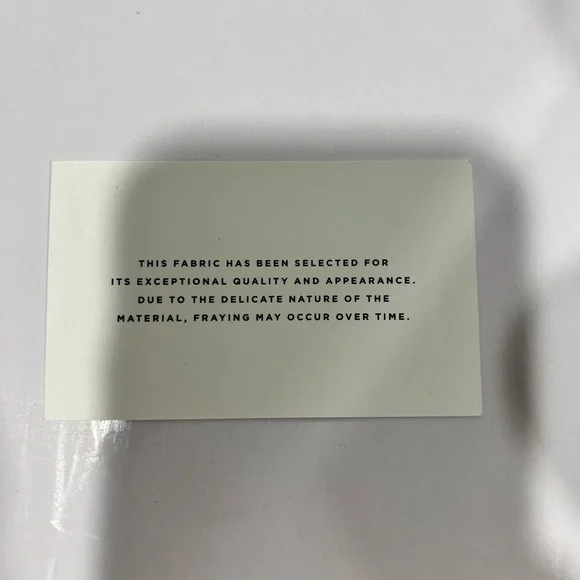 THIS FABRIC HAS BEEN SELECTED FOR
ITS EXCEPTIONAL QUALITY AND APPEARANCE.
DUE TO THE DELICATE NATURE OF THE
MATERIAL, FRAYING MAY OCCUR OVER TIME.